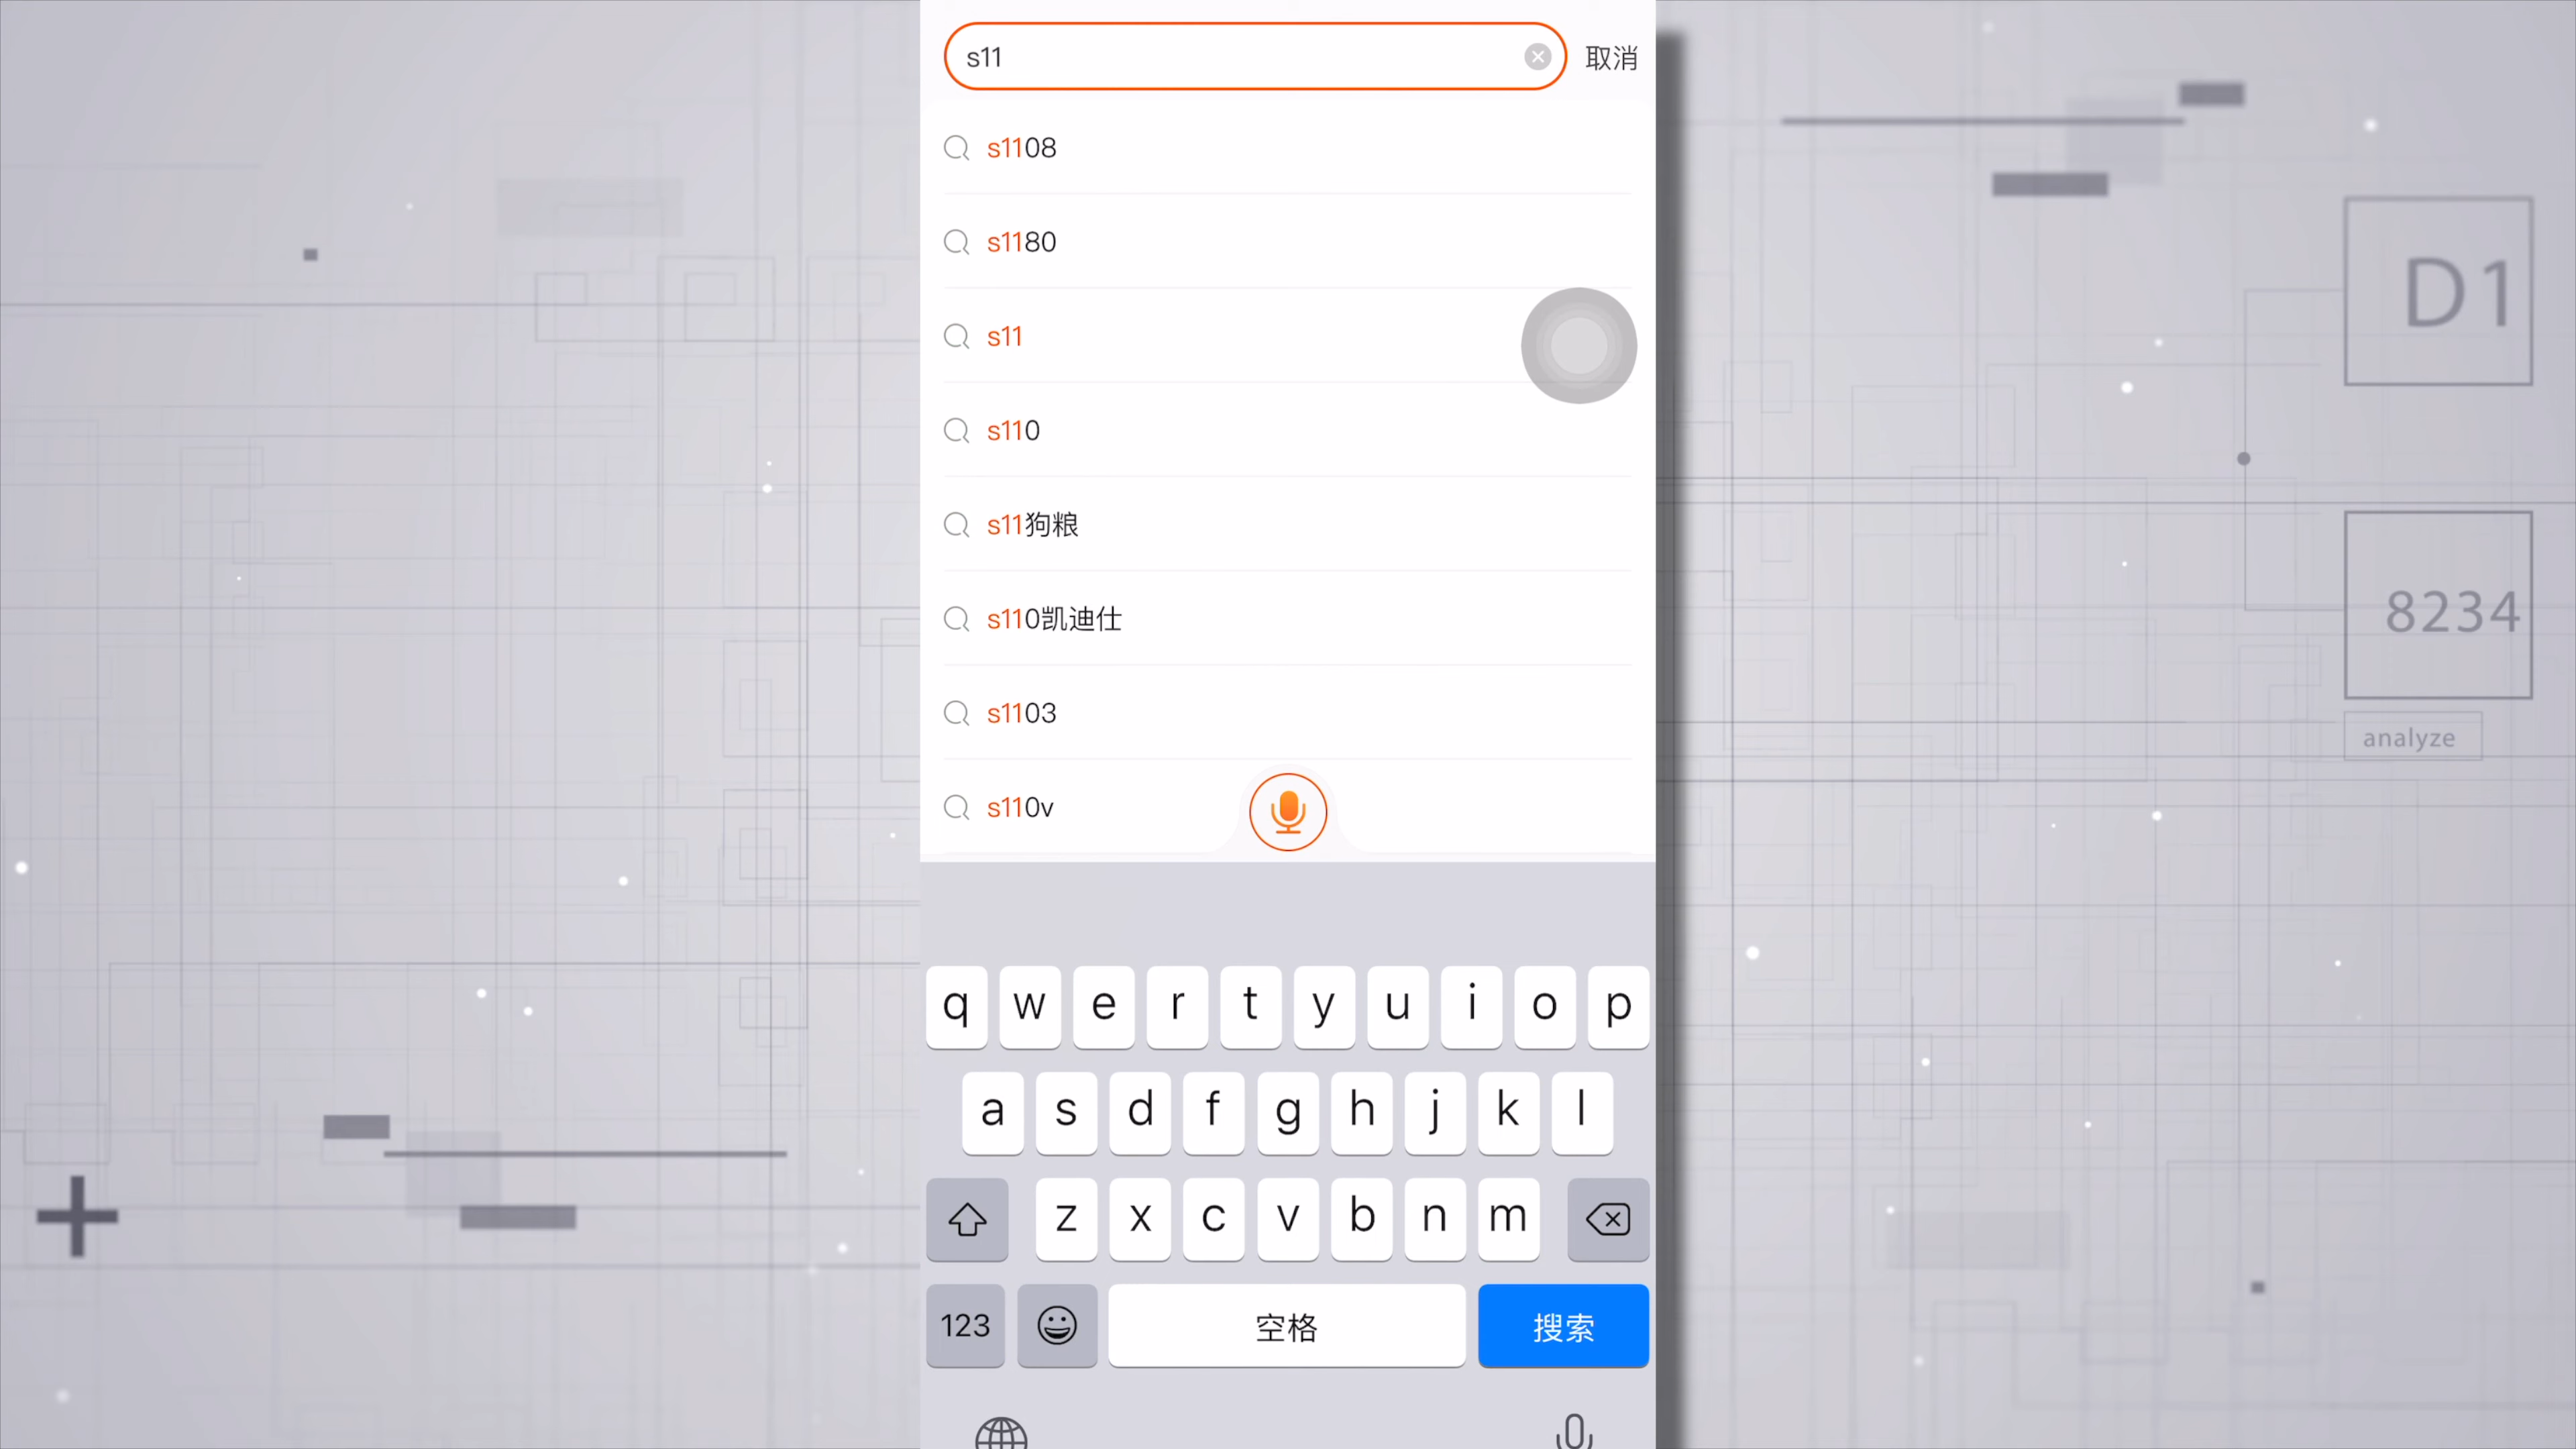 s11
取消
s1108
s1180
s11
s110
s11狗粮
s110凯迪仕
s1103
s110v
q w e r t y u i o p
a s d f g h j k l
z x c v b n m
123 空格 搜索
D1
8234
analyze